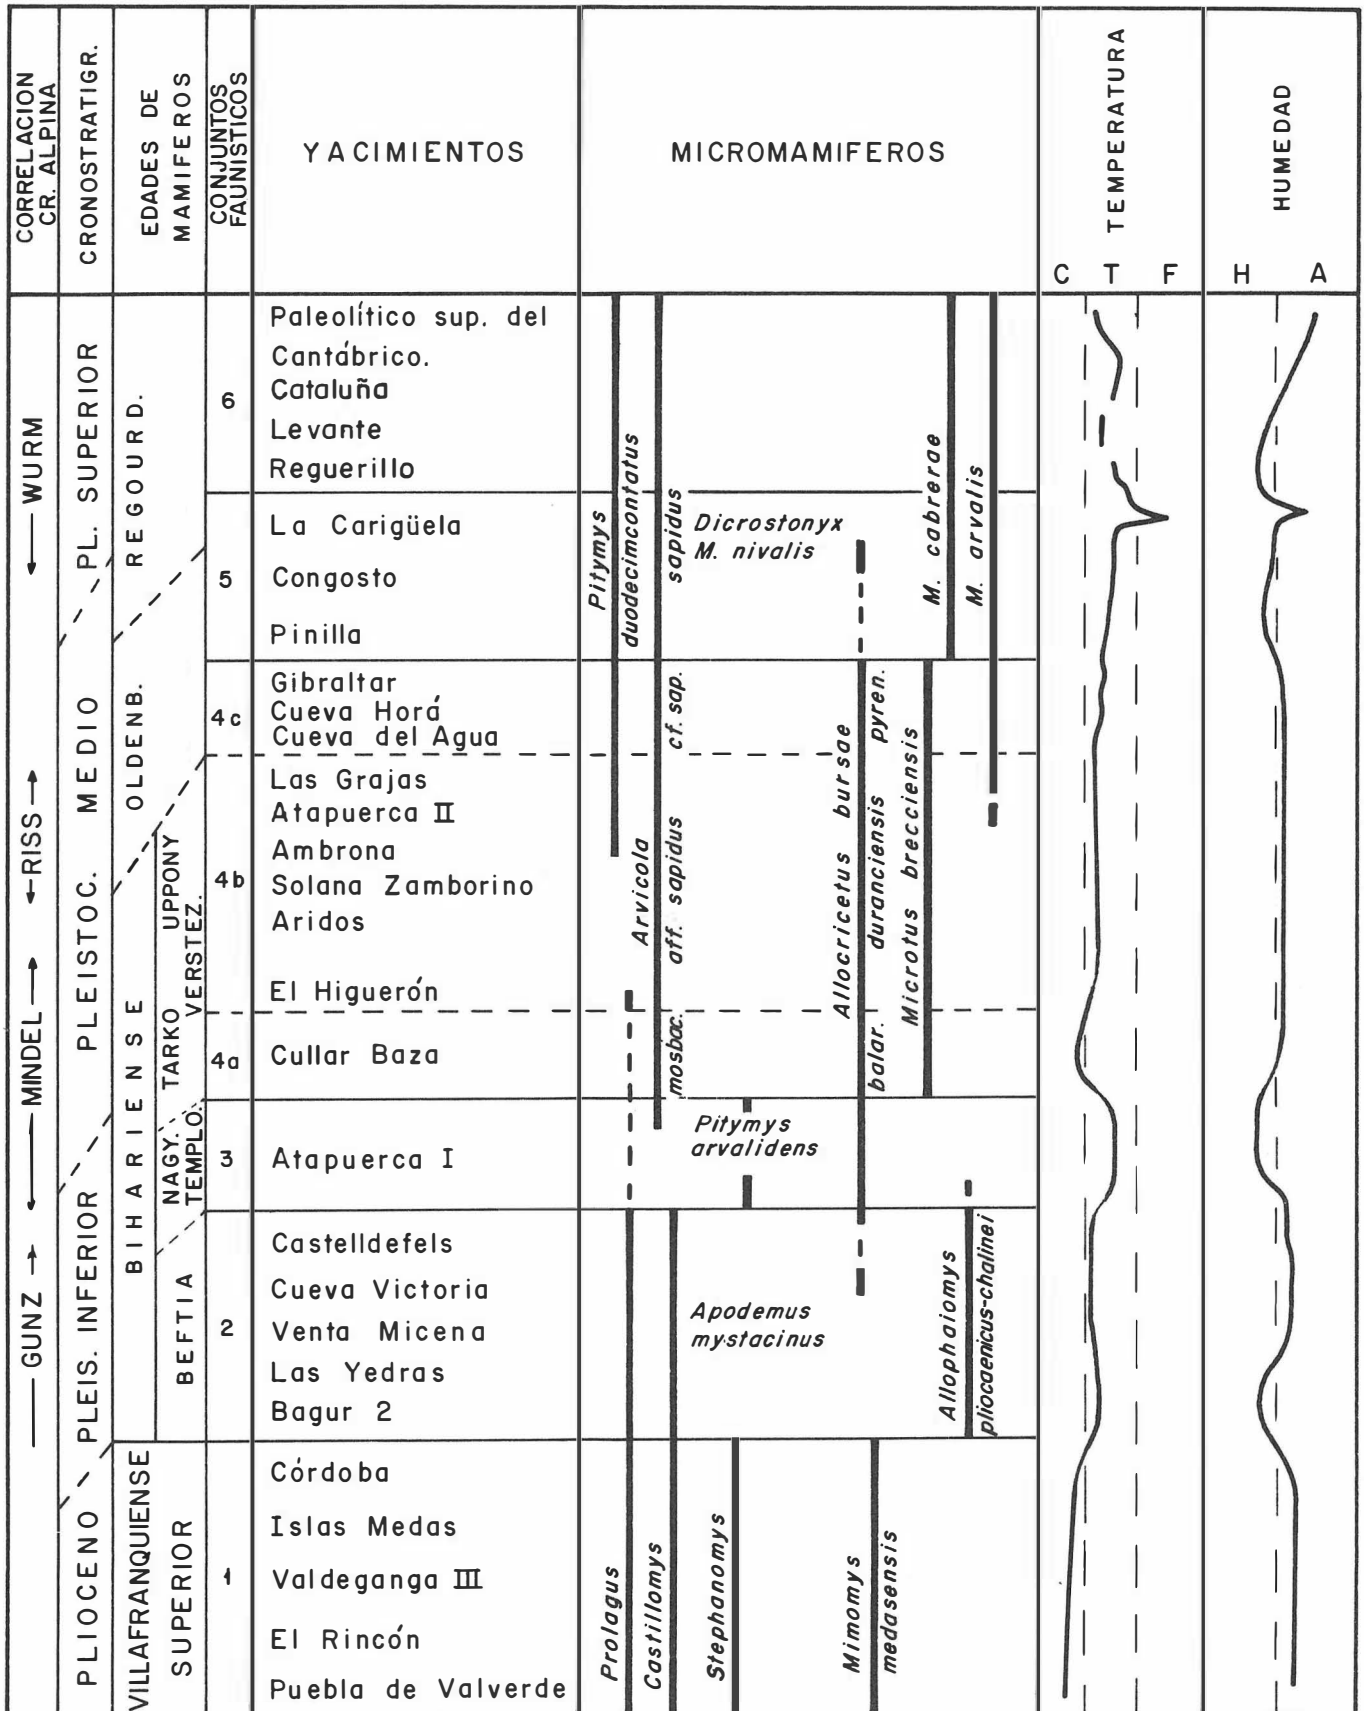 CORRELACION
CR. ALPINA
CRONOSTRATIGR.
EDADES DE
MAMIFEROS
CONJUNTOS
FAUNISTICOS
YACIMIENTOS
MICROMAMIFEROS
TEMPERATURA
C T F
HUMEDAD
H A
WURM
RISS
MINDEL
GUNZ
PL. SUPERIOR
PLEISTOC. MEDIO
PLEIS. INFERIOR
PLIOCENO
REGOURD.
OLDENB.
BIHARIENSE
UPPONY
VERSTEZ.
TARKO
NAGY.
TEMPLO.
BEFTIA
VILLAFRANQUIENSE
SUPERIOR
6
Paleolítico sup. del
Cantábrico.
Cataluña
Levante
Reguerillo
5
La Carigüela
Congosto
Pinilla
4c
Gibraltar
Cueva Horá
Cueva del Agua
4b
Las Grajas
Atapuerca II
Ambrona
Solana Zamborino
Aridos
El Higuerón
4a
Cullar Baza
3
Atapuerca I
2
Castelldefels
Cueva Victoria
Venta Micena
Las Yedras
Bagur 2
1
Córdoba
Islas Medas
Valdeganga III
El Rincón
Puebla de Valverde
Pitymys
duodecimcontatus
Arvicola
mosbac.
aff. sapidus
cf. sap.
sapidus
Dicrostonyx
M. nivalis
Allocricetus bursae
balar.
duranciensis
pyren.
Microtus brecciensis
M. cabrerae
M. arvalis
Pitymys
arvalidens
Apodemus
mystacinus
Allophaiomys
pliocaenicus-chalinei
Prolagus
Castillomys
Stephanomys
Mimomys
medasensis